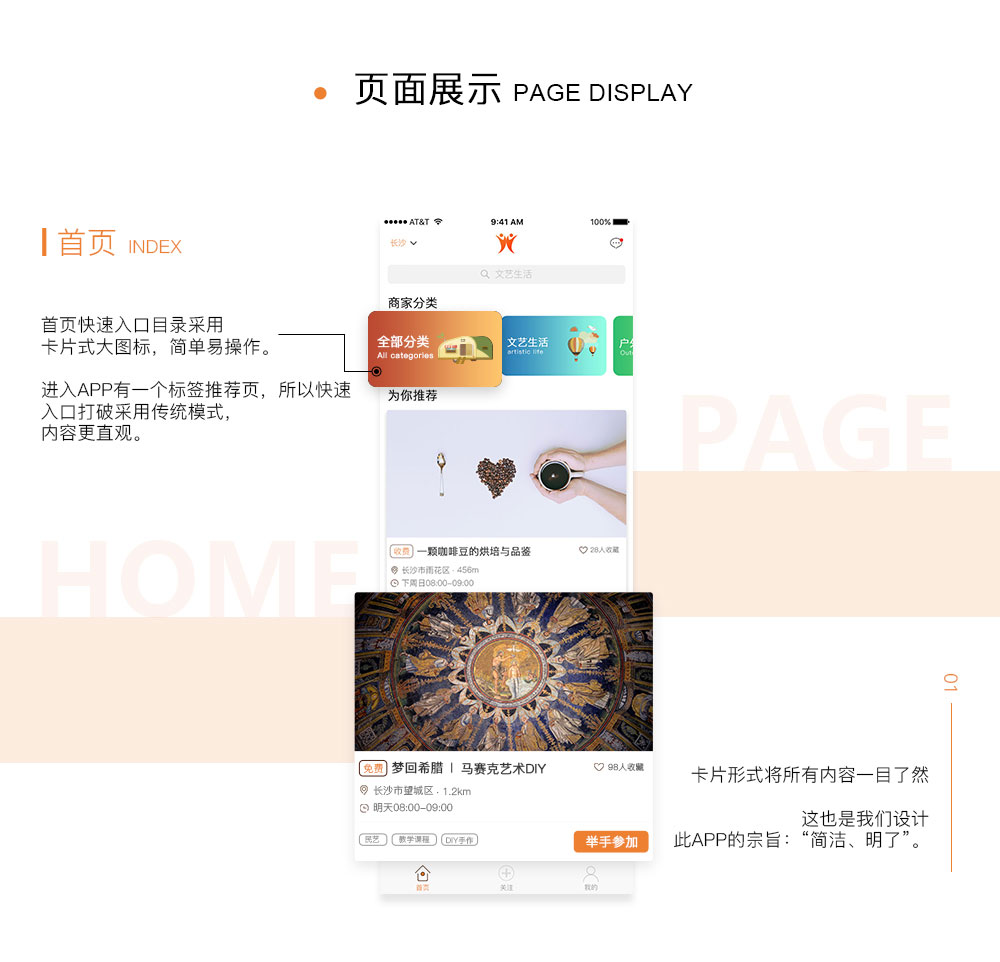 页面展示 PAGE DISPLAY
首页 INDEX
首页快速入口目录采用
卡片式大图标，简单易操作。
进入APP有一个标签推荐页，所以快速
入口打破采用传统模式，
内容更直观。
AT&T 9:41 AM 100%
长沙
文艺生活
商家分类
全部分类
All categories
文艺生活
artistic life
户外
Out
为你推荐
收费 一颗咖啡豆的烘培与品鉴 28人收藏
长沙市雨花区 · 456m
下周日08:00-09:00
PAGE
HOME
免费 梦回希腊 | 马赛克艺术DIY 98人收藏
长沙市望城区 · 1.2km
明天08:00-09:00
民艺 教学课程 DIY手作 举手参加
首页 关注 我的
01
卡片形式将所有内容一目了然
这也是我们设计
此APP的宗旨：“简洁、明了”。